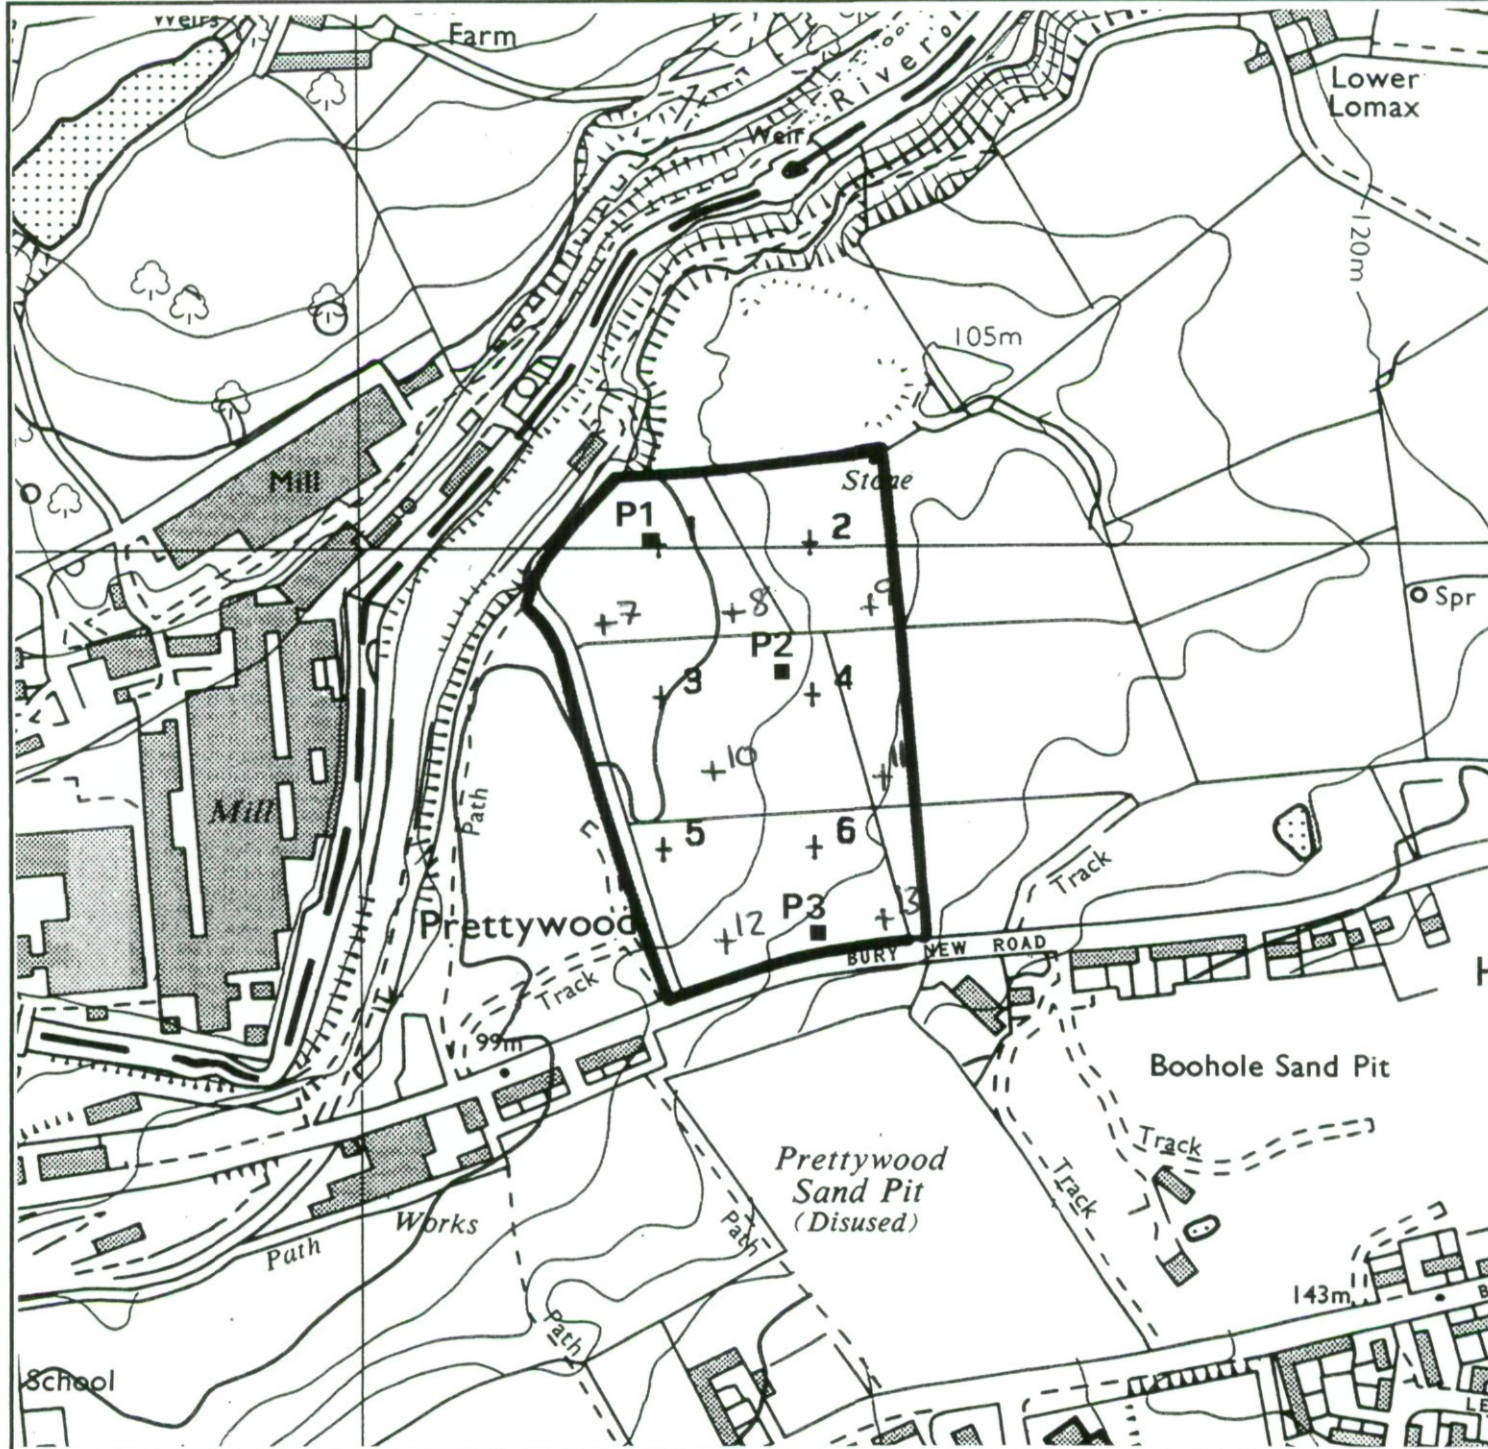 Weirs
Farm
River
Weir
Lower
Lomax
120m
105m
Mill
Stone
P1
1
2
7
8
9
Spr
P2
3
4
10
11
Mill
Path
5
6
Track
Prettywood
12
P3
13
BURY NEW ROAD
Track
99m
Boohole Sand Pit
Track
Prettywood
Sand Pit
(Disused)
Track
Works
Path
Path
143m
Path
School